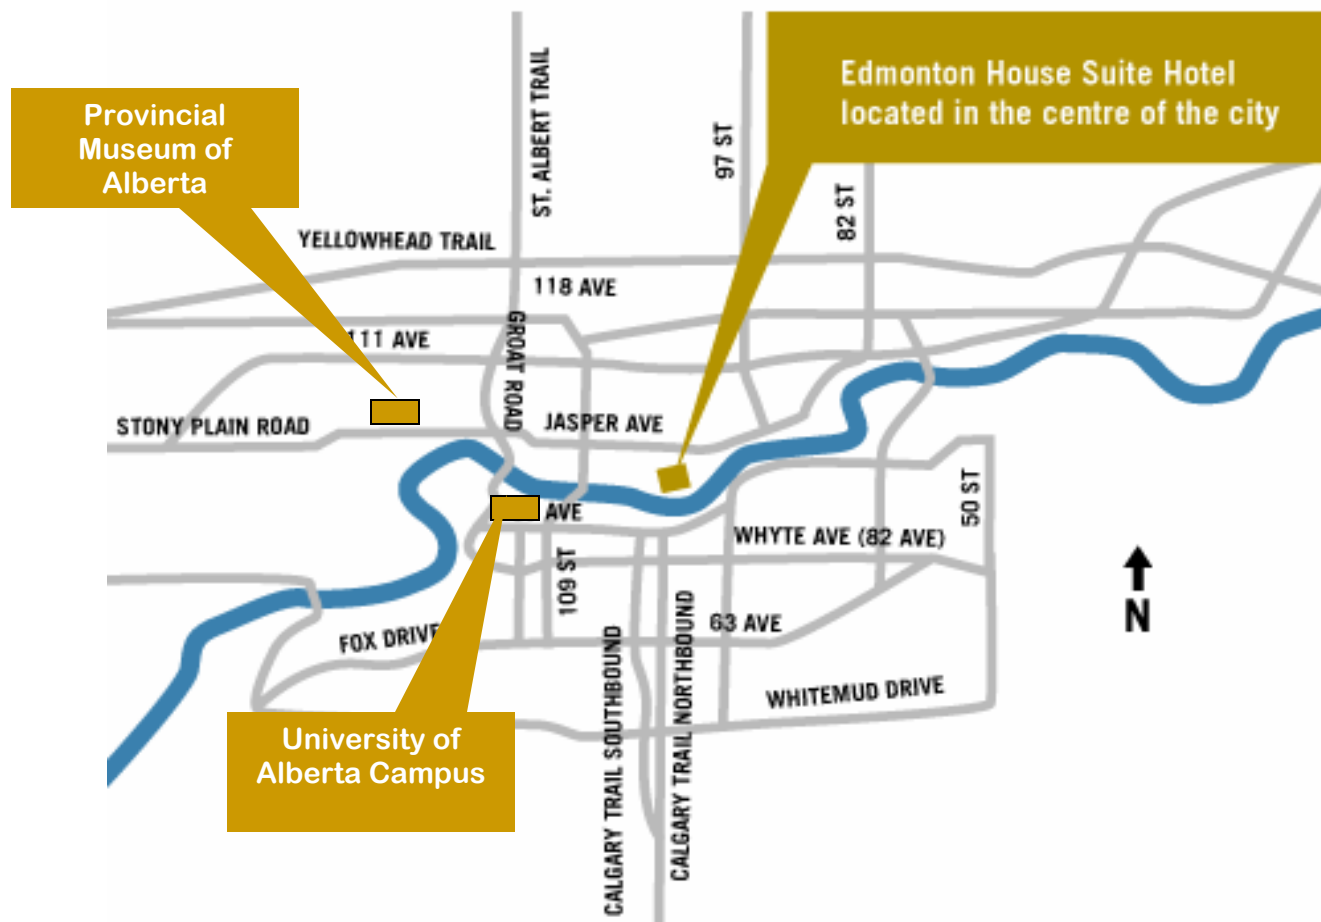 Edmonton House Suite Hotel
located in the centre of the city
Provincial
Museum of
Alberta
ST. ALBERT TRAIL
97 ST
82 ST
YELLOWHEAD TRAIL
118 AVE
111 AVE
GROAT ROAD
STONY PLAIN ROAD
JASPER AVE
50 ST
AVE
WHYTE AVE (82 AVE)
109 ST
N
63 AVE
FOX DRIVE
CALGARY TRAIL SOUTHBOUND
CALGARY TRAIL NORTHBOUND
WHITEMUD DRIVE
University of
Alberta Campus